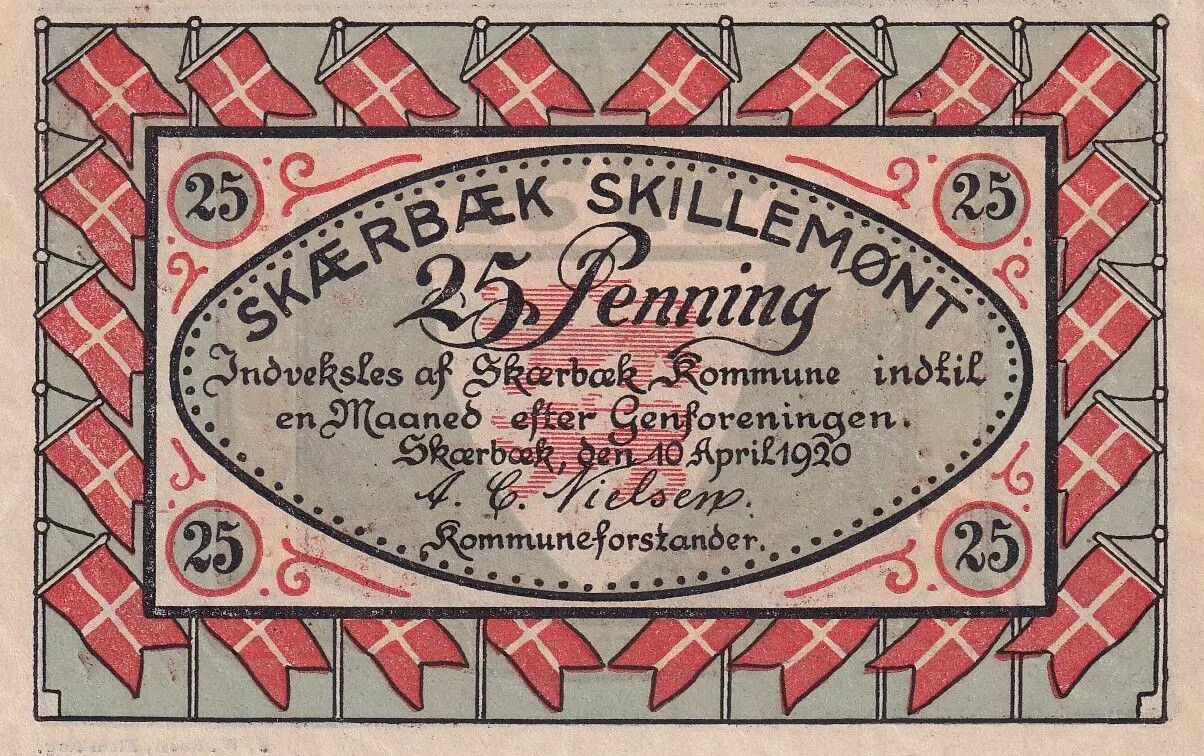 25 25
SKÆRBÆK SKILLEMØNT
25 Penning
Indveksles af Skærbæk Kommune indtil
en Maaned efter Genforeningen.
Skærbæk, den 10 April 1920
A. C. Nielsen.
Kommuneforstander.
25 25